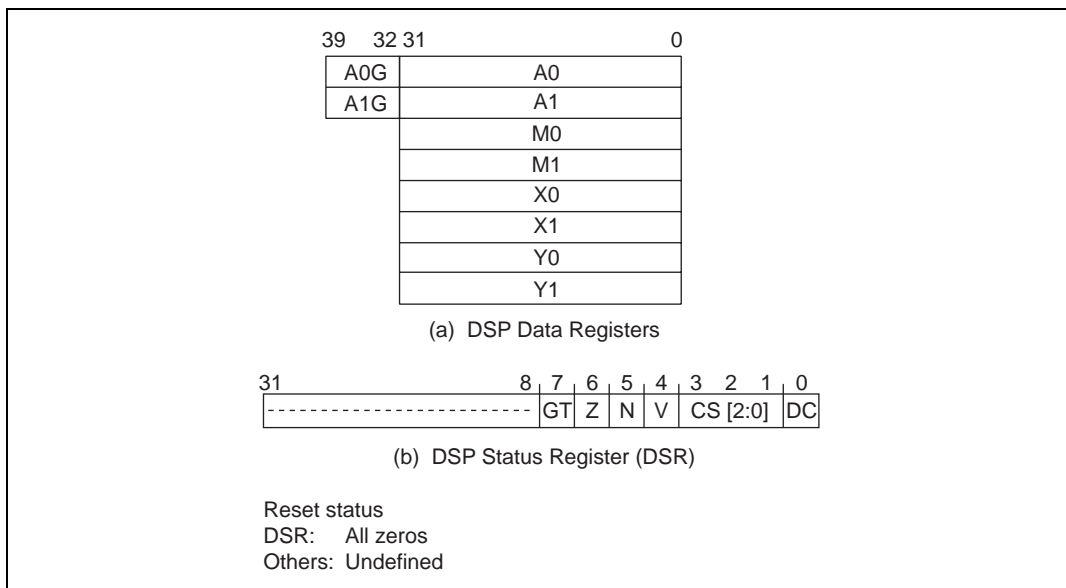 39 32 31 0
A0G A0
A1G A1
M0
M1
X0
X1
Y0
Y1
(a) DSP Data Registers
31 8 7 6 5 4 3 2 1 0
GT Z N V CS [2:0] DC
(b) DSP Status Register (DSR)
Reset status
DSR: All zeros
Others: Undefined